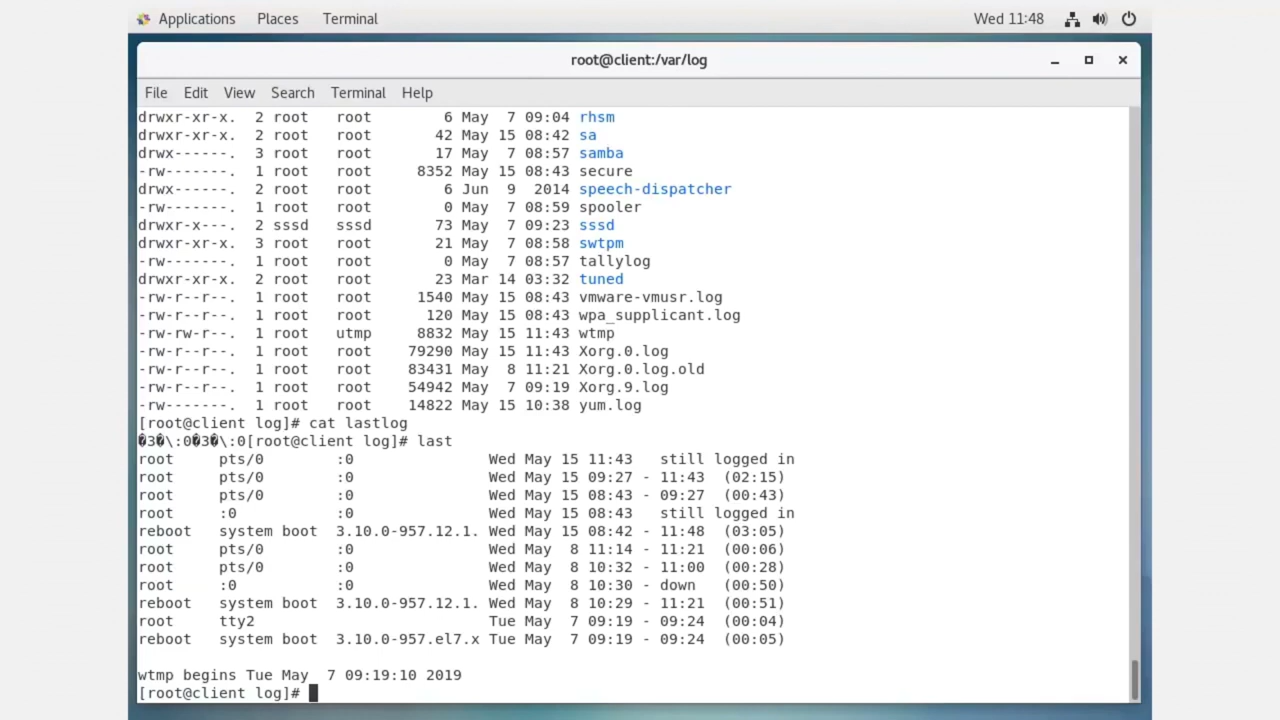 Applications Places Terminal Wed 11:48
root@client:/var/log
File Edit View Search Terminal Help
drwxr-xr-x.  2 root   root         6 May  7 09:04 rhsm
drwxr-xr-x.  2 root   root        42 May 15 08:42 sa
drwx------.  3 root   root        17 May  7 08:57 samba
-rw-------.  1 root   root      8352 May 15 08:43 secure
drwx------.  2 root   root         6 Jun  9  2014 speech-dispatcher
-rw-------.  1 root   root         0 May  7 08:59 spooler
drwxr-x---.  2 sssd   sssd        73 May  7 09:23 sssd
drwxr-xr-x.  3 root   root        21 May  7 08:58 swtpm
-rw-------.  1 root   root         0 May  7 08:57 tallylog
drwxr-xr-x.  2 root   root        23 Mar 14 03:32 tuned
-rw-r--r--.  1 root   root      1540 May 15 08:43 vmware-vmusr.log
-rw-r--r--.  1 root   root       120 May 15 08:43 wpa_supplicant.log
-rw-rw-r--.  1 root   utmp      8832 May 15 11:43 wtmp
-rw-r--r--.  1 root   root     79290 May 15 11:43 Xorg.0.log
-rw-r--r--.  1 root   root     83431 May  8 11:21 Xorg.0.log.old
-rw-r--r--.  1 root   root     54942 May  7 09:19 Xorg.9.log
-rw-------.  1 root   root     14822 May 15 10:38 yum.log
[root@client log]# cat lastlog
�3�\:0�3�\:0[root@client log]# last
root     pts/0        :0               Wed May 15 11:43   still logged in
root     pts/0        :0               Wed May 15 09:27 - 11:43  (02:15)
root     pts/0        :0               Wed May 15 08:43 - 09:27  (00:43)
root     :0           :0               Wed May 15 08:43   still logged in
reboot   system boot  3.10.0-957.12.1. Wed May 15 08:42 - 11:48  (03:05)
root     pts/0        :0               Wed May  8 11:14 - 11:21  (00:06)
root     pts/0        :0               Wed May  8 10:32 - 11:00  (00:28)
root     :0           :0               Wed May  8 10:30 - down   (00:50)
reboot   system boot  3.10.0-957.12.1. Wed May  8 10:29 - 11:21  (00:51)
root     tty2                          Tue May  7 09:19 - 09:24  (00:04)
reboot   system boot  3.10.0-957.el7.x Tue May  7 09:19 - 09:24  (00:05)
wtmp begins Tue May  7 09:19:10 2019
[root@client log]#